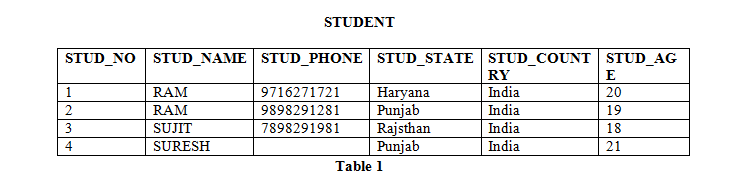 STUDENT
STUD_NO STUD_NAME STUD_PHONE STUD_STATE STUD_COUNT STUD_AG
RY E
1 RAM 9716271721 Haryana India 20
2 RAM 9898291281 Punjab India 19
3 SUJIT 7898291981 Rajsthan India 18
4 SURESH Punjab India 21
Table 1